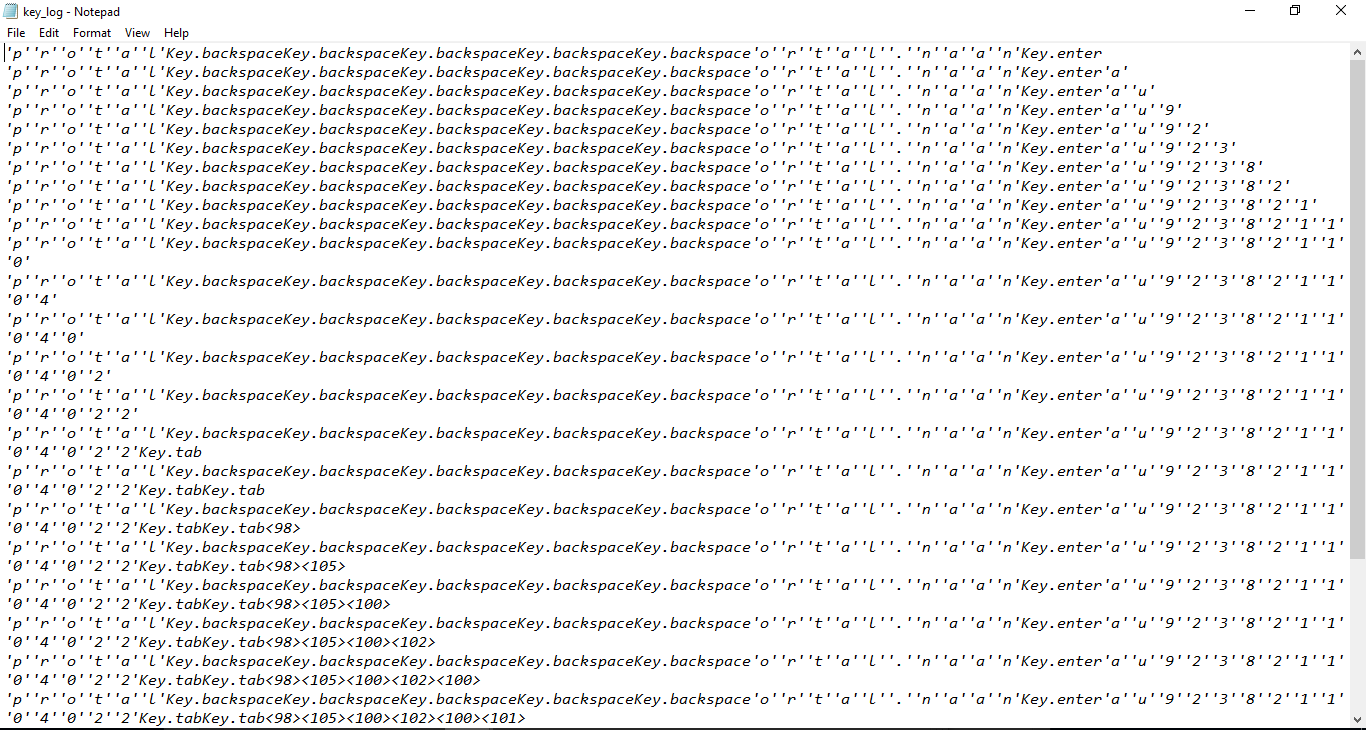 key_log - Notepad
File Edit Format View Help
'p''r''o''t''a''l'Key.backspaceKey.backspaceKey.backspaceKey.backspaceKey.backspace'o''r''t''a''l''.''n''a''a''n'Key.enter
'p''r''o''t''a''l'Key.backspaceKey.backspaceKey.backspaceKey.backspaceKey.backspace'o''r''t''a''l''.''n''a''a''n'Key.enter'a'
'p''r''o''t''a''l'Key.backspaceKey.backspaceKey.backspaceKey.backspaceKey.backspace'o''r''t''a''l''.''n''a''a''n'Key.enter'a''u'
'p''r''o''t''a''l'Key.backspaceKey.backspaceKey.backspaceKey.backspaceKey.backspace'o''r''t''a''l''.''n''a''a''n'Key.enter'a''u''9'
'p''r''o''t''a''l'Key.backspaceKey.backspaceKey.backspaceKey.backspaceKey.backspace'o''r''t''a''l''.''n''a''a''n'Key.enter'a''u''9''2'
'p''r''o''t''a''l'Key.backspaceKey.backspaceKey.backspaceKey.backspaceKey.backspace'o''r''t''a''l''.''n''a''a''n'Key.enter'a''u''9''2''3'
'p''r''o''t''a''l'Key.backspaceKey.backspaceKey.backspaceKey.backspaceKey.backspace'o''r''t''a''l''.''n''a''a''n'Key.enter'a''u''9''2''3''8'
'p''r''o''t''a''l'Key.backspaceKey.backspaceKey.backspaceKey.backspaceKey.backspace'o''r''t''a''l''.''n''a''a''n'Key.enter'a''u''9''2''3''8''2'
'p''r''o''t''a''l'Key.backspaceKey.backspaceKey.backspaceKey.backspaceKey.backspace'o''r''t''a''l''.''n''a''a''n'Key.enter'a''u''9''2''3''8''2''1'
'p''r''o''t''a''l'Key.backspaceKey.backspaceKey.backspaceKey.backspaceKey.backspace'o''r''t''a''l''.''n''a''a''n'Key.enter'a''u''9''2''3''8''2''1''1'
'p''r''o''t''a''l'Key.backspaceKey.backspaceKey.backspaceKey.backspaceKey.backspace'o''r''t''a''l''.''n''a''a''n'Key.enter'a''u''9''2''3''8''2''1''1'
'0'
'p''r''o''t''a''l'Key.backspaceKey.backspaceKey.backspaceKey.backspaceKey.backspace'o''r''t''a''l''.''n''a''a''n'Key.enter'a''u''9''2''3''8''2''1''1'
'0''4'
'p''r''o''t''a''l'Key.backspaceKey.backspaceKey.backspaceKey.backspaceKey.backspace'o''r''t''a''l''.''n''a''a''n'Key.enter'a''u''9''2''3''8''2''1''1'
'0''4''0'
'p''r''o''t''a''l'Key.backspaceKey.backspaceKey.backspaceKey.backspaceKey.backspace'o''r''t''a''l''.''n''a''a''n'Key.enter'a''u''9''2''3''8''2''1''1'
'0''4''0''2'
'p''r''o''t''a''l'Key.backspaceKey.backspaceKey.backspaceKey.backspaceKey.backspace'o''r''t''a''l''.''n''a''a''n'Key.enter'a''u''9''2''3''8''2''1''1'
'0''4''0''2''2'
'p''r''o''t''a''l'Key.backspaceKey.backspaceKey.backspaceKey.backspaceKey.backspace'o''r''t''a''l''.''n''a''a''n'Key.enter'a''u''9''2''3''8''2''1''1'
'0''4''0''2''2'Key.tab
'p''r''o''t''a''l'Key.backspaceKey.backspaceKey.backspaceKey.backspaceKey.backspace'o''r''t''a''l''.''n''a''a''n'Key.enter'a''u''9''2''3''8''2''1''1'
'0''4''0''2''2'Key.tabKey.tab
'p''r''o''t''a''l'Key.backspaceKey.backspaceKey.backspaceKey.backspaceKey.backspace'o''r''t''a''l''.''n''a''a''n'Key.enter'a''u''9''2''3''8''2''1''1'
'0''4''0''2''2'Key.tabKey.tab<98>
'p''r''o''t''a''l'Key.backspaceKey.backspaceKey.backspaceKey.backspaceKey.backspace'o''r''t''a''l''.''n''a''a''n'Key.enter'a''u''9''2''3''8''2''1''1'
'0''4''0''2''2'Key.tabKey.tab<98><105>
'p''r''o''t''a''l'Key.backspaceKey.backspaceKey.backspaceKey.backspaceKey.backspace'o''r''t''a''l''.''n''a''a''n'Key.enter'a''u''9''2''3''8''2''1''1'
'0''4''0''2''2'Key.tabKey.tab<98><105><100>
'p''r''o''t''a''l'Key.backspaceKey.backspaceKey.backspaceKey.backspaceKey.backspace'o''r''t''a''l''.''n''a''a''n'Key.enter'a''u''9''2''3''8''2''1''1'
'0''4''0''2''2'Key.tabKey.tab<98><105><100><102>
'p''r''o''t''a''l'Key.backspaceKey.backspaceKey.backspaceKey.backspaceKey.backspace'o''r''t''a''l''.''n''a''a''n'Key.enter'a''u''9''2''3''8''2''1''1'
'0''4''0''2''2'Key.tabKey.tab<98><105><100><102><100>
'p''r''o''t''a''l'Key.backspaceKey.backspaceKey.backspaceKey.backspaceKey.backspace'o''r''t''a''l''.''n''a''a''n'Key.enter'a''u''9''2''3''8''2''1''1'
'0''4''0''2''2'Key.tabKey.tab<98><105><100><102><100><101>